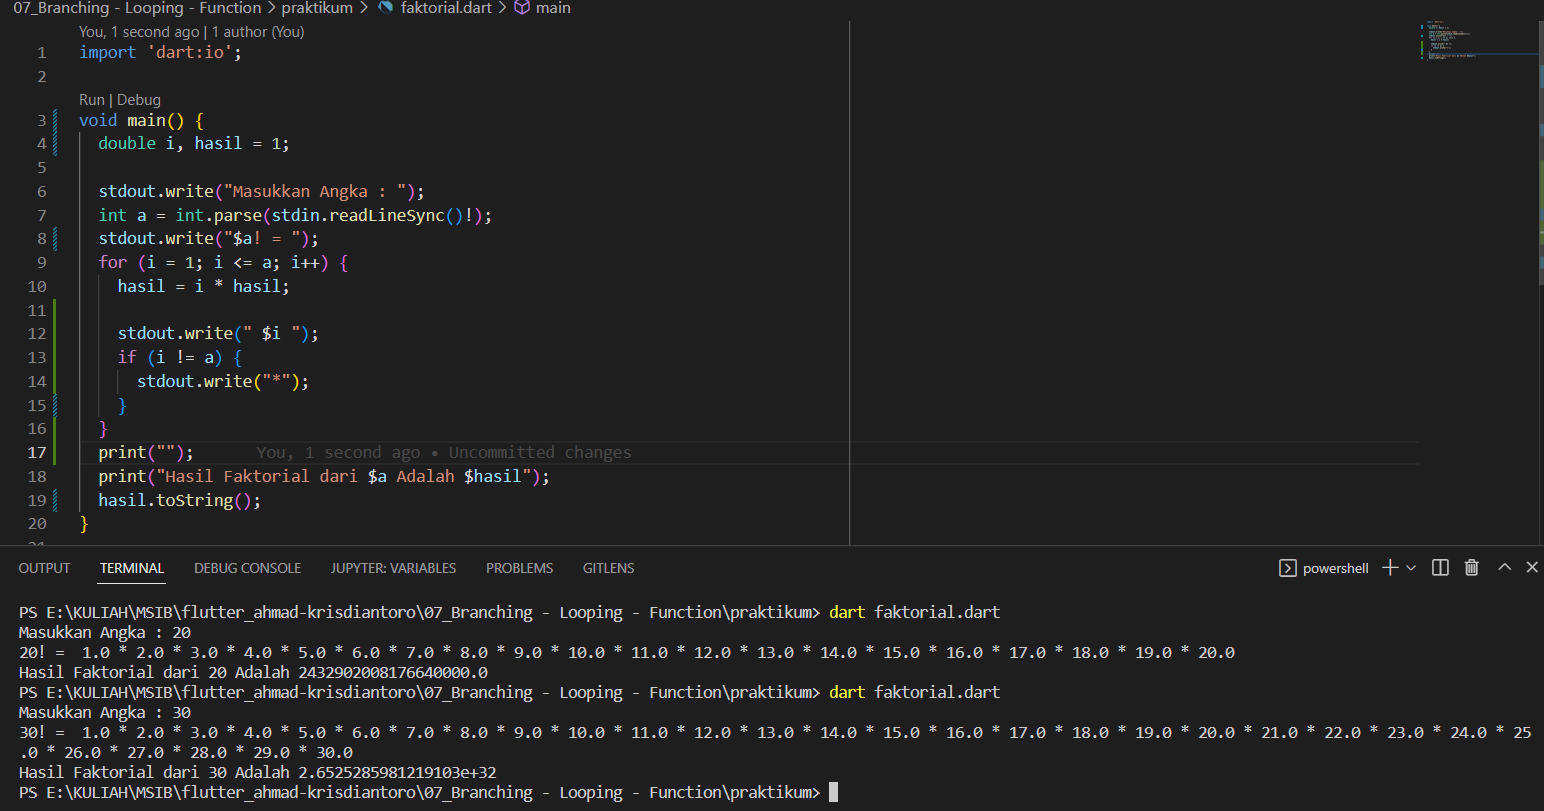 07_Branching - Looping - Function > praktikum > faktorial.dart > main
You, 1 second ago | 1 author (You)
1 import 'dart:io';
2
Run | Debug
3 void main() {
4 double i, hasil = 1;
5
6 stdout.write("Masukkan Angka : ");
7 int a = int.parse(stdin.readLineSync()!);
8 stdout.write("$a! = ");
9 for (i = 1; i <= a; i++) {
10 hasil = i * hasil;
11
12 stdout.write(" $i ");
13 if (i != a) {
14 stdout.write("*");
15 }
16 }
17 print(""); You, 1 second ago • Uncommitted changes
18 print("Hasil Faktorial dari $a Adalah $hasil");
19 hasil.toString();
20 }
21
OUTPUT TERMINAL DEBUG CONSOLE JUPYTER: VARIABLES PROBLEMS GITLENS powershell
PS E:\KULIAH\MSIB\flutter_ahmad-krisdiantoro\07_Branching - Looping - Function\praktikum> dart faktorial.dart
Masukkan Angka : 20
20! =  1.0 * 2.0 * 3.0 * 4.0 * 5.0 * 6.0 * 7.0 * 8.0 * 9.0 * 10.0 * 11.0 * 12.0 * 13.0 * 14.0 * 15.0 * 16.0 * 17.0 * 18.0 * 19.0 * 20.0
Hasil Faktorial dari 20 Adalah 2432902008176640000.0
PS E:\KULIAH\MSIB\flutter_ahmad-krisdiantoro\07_Branching - Looping - Function\praktikum> dart faktorial.dart
Masukkan Angka : 30
30! =  1.0 * 2.0 * 3.0 * 4.0 * 5.0 * 6.0 * 7.0 * 8.0 * 9.0 * 10.0 * 11.0 * 12.0 * 13.0 * 14.0 * 15.0 * 16.0 * 17.0 * 18.0 * 19.0 * 20.0 * 21.0 * 22.0 * 23.0 * 24.0 * 25
.0 * 26.0 * 27.0 * 28.0 * 29.0 * 30.0
Hasil Faktorial dari 30 Adalah 2.6525285981219103e+32
PS E:\KULIAH\MSIB\flutter_ahmad-krisdiantoro\07_Branching - Looping - Function\praktikum>